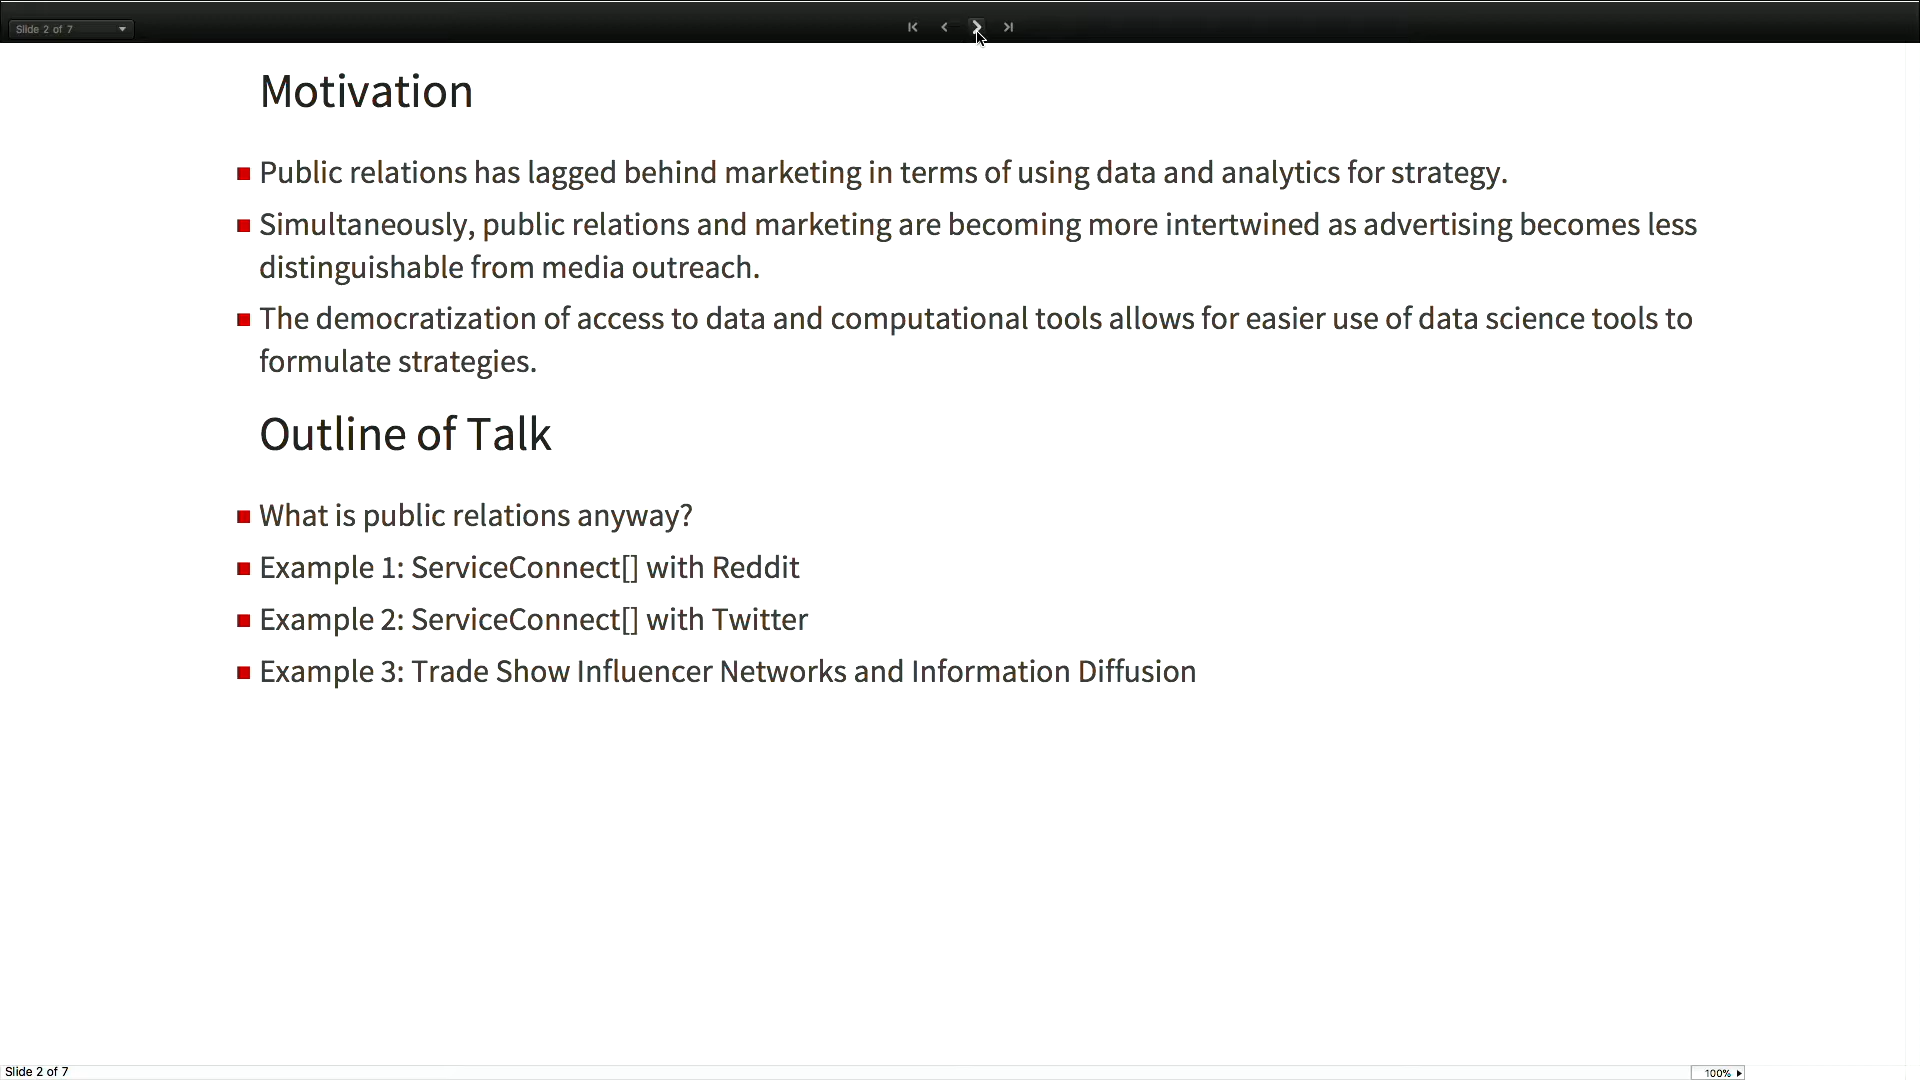 Slide 2 of 7
Motivation
Public relations has lagged behind marketing in terms of using data and analytics for strategy.
Simultaneously, public relations and marketing are becoming more intertwined as advertising becomes less
distinguishable from media outreach.
The democratization of access to data and computational tools allows for easier use of data science tools to
formulate strategies.
Outline of Talk
What is public relations anyway?
Example 1: ServiceConnect[] with Reddit
Example 2: ServiceConnect[] with Twitter
Example 3: Trade Show Influencer Networks and Information Diffusion
Slide 2 of 7
100%